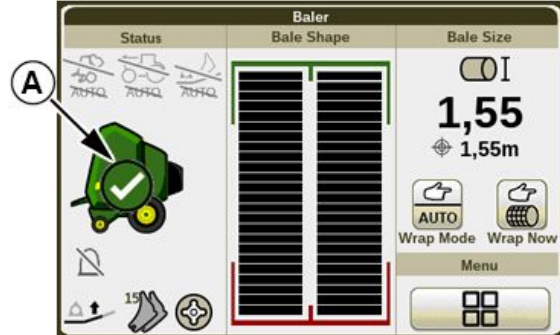 Baler
Status
Bale Shape
Bale Size
AUTO
AUTO
AUTO
A
1,55
1,55m
AUTO
Wrap Mode
Wrap Now
15
Menu